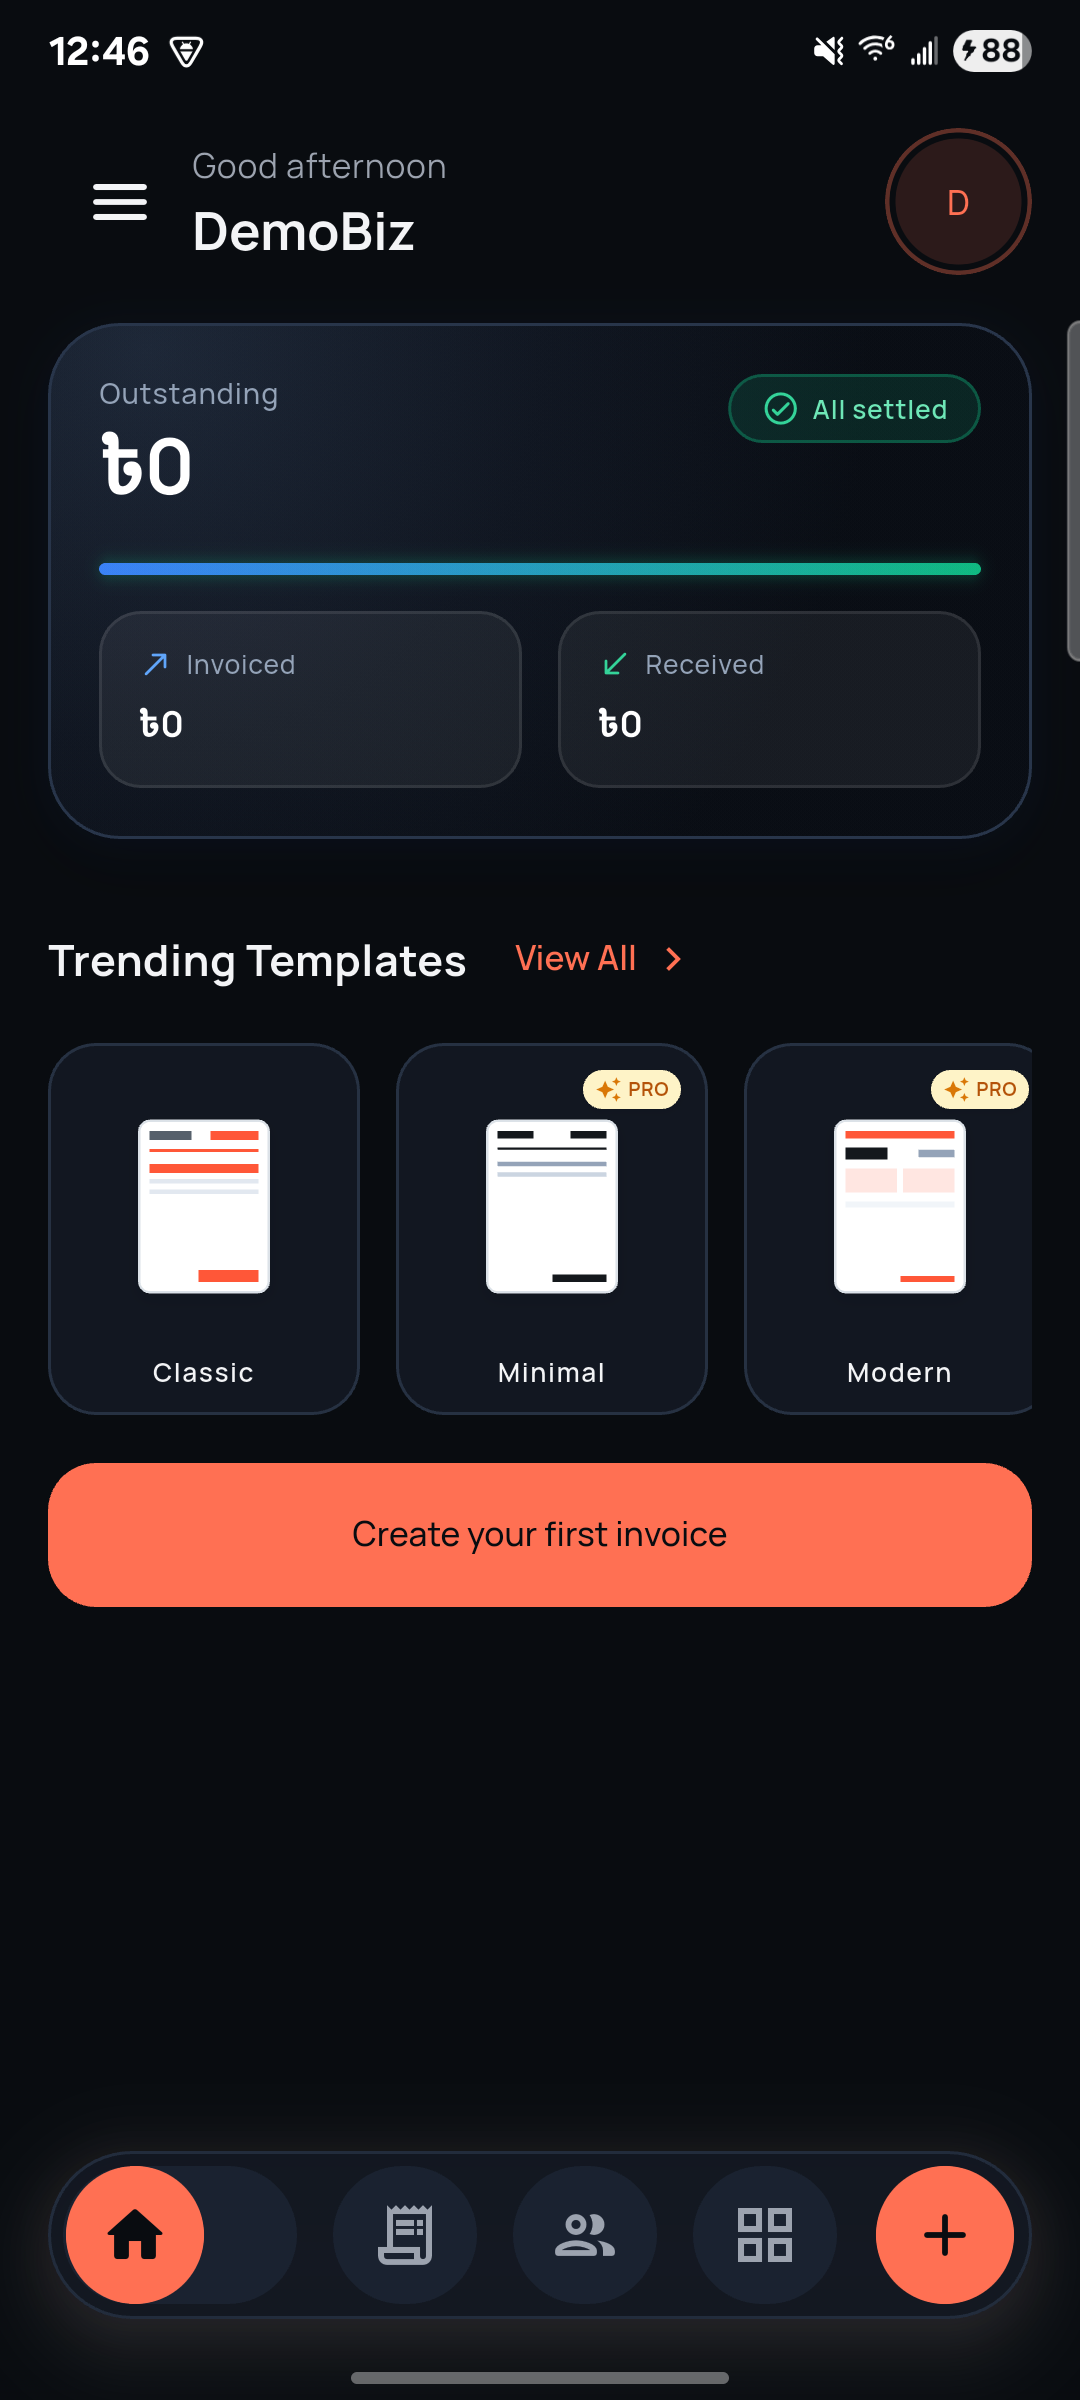 12:46
88
Good afternoon
DemoBiz
D
Outstanding
All settled
৳0
Invoiced
Received
৳0
৳0
Trending Templates
View All
PRO
PRO
Classic
Minimal
Modern
Create your first invoice